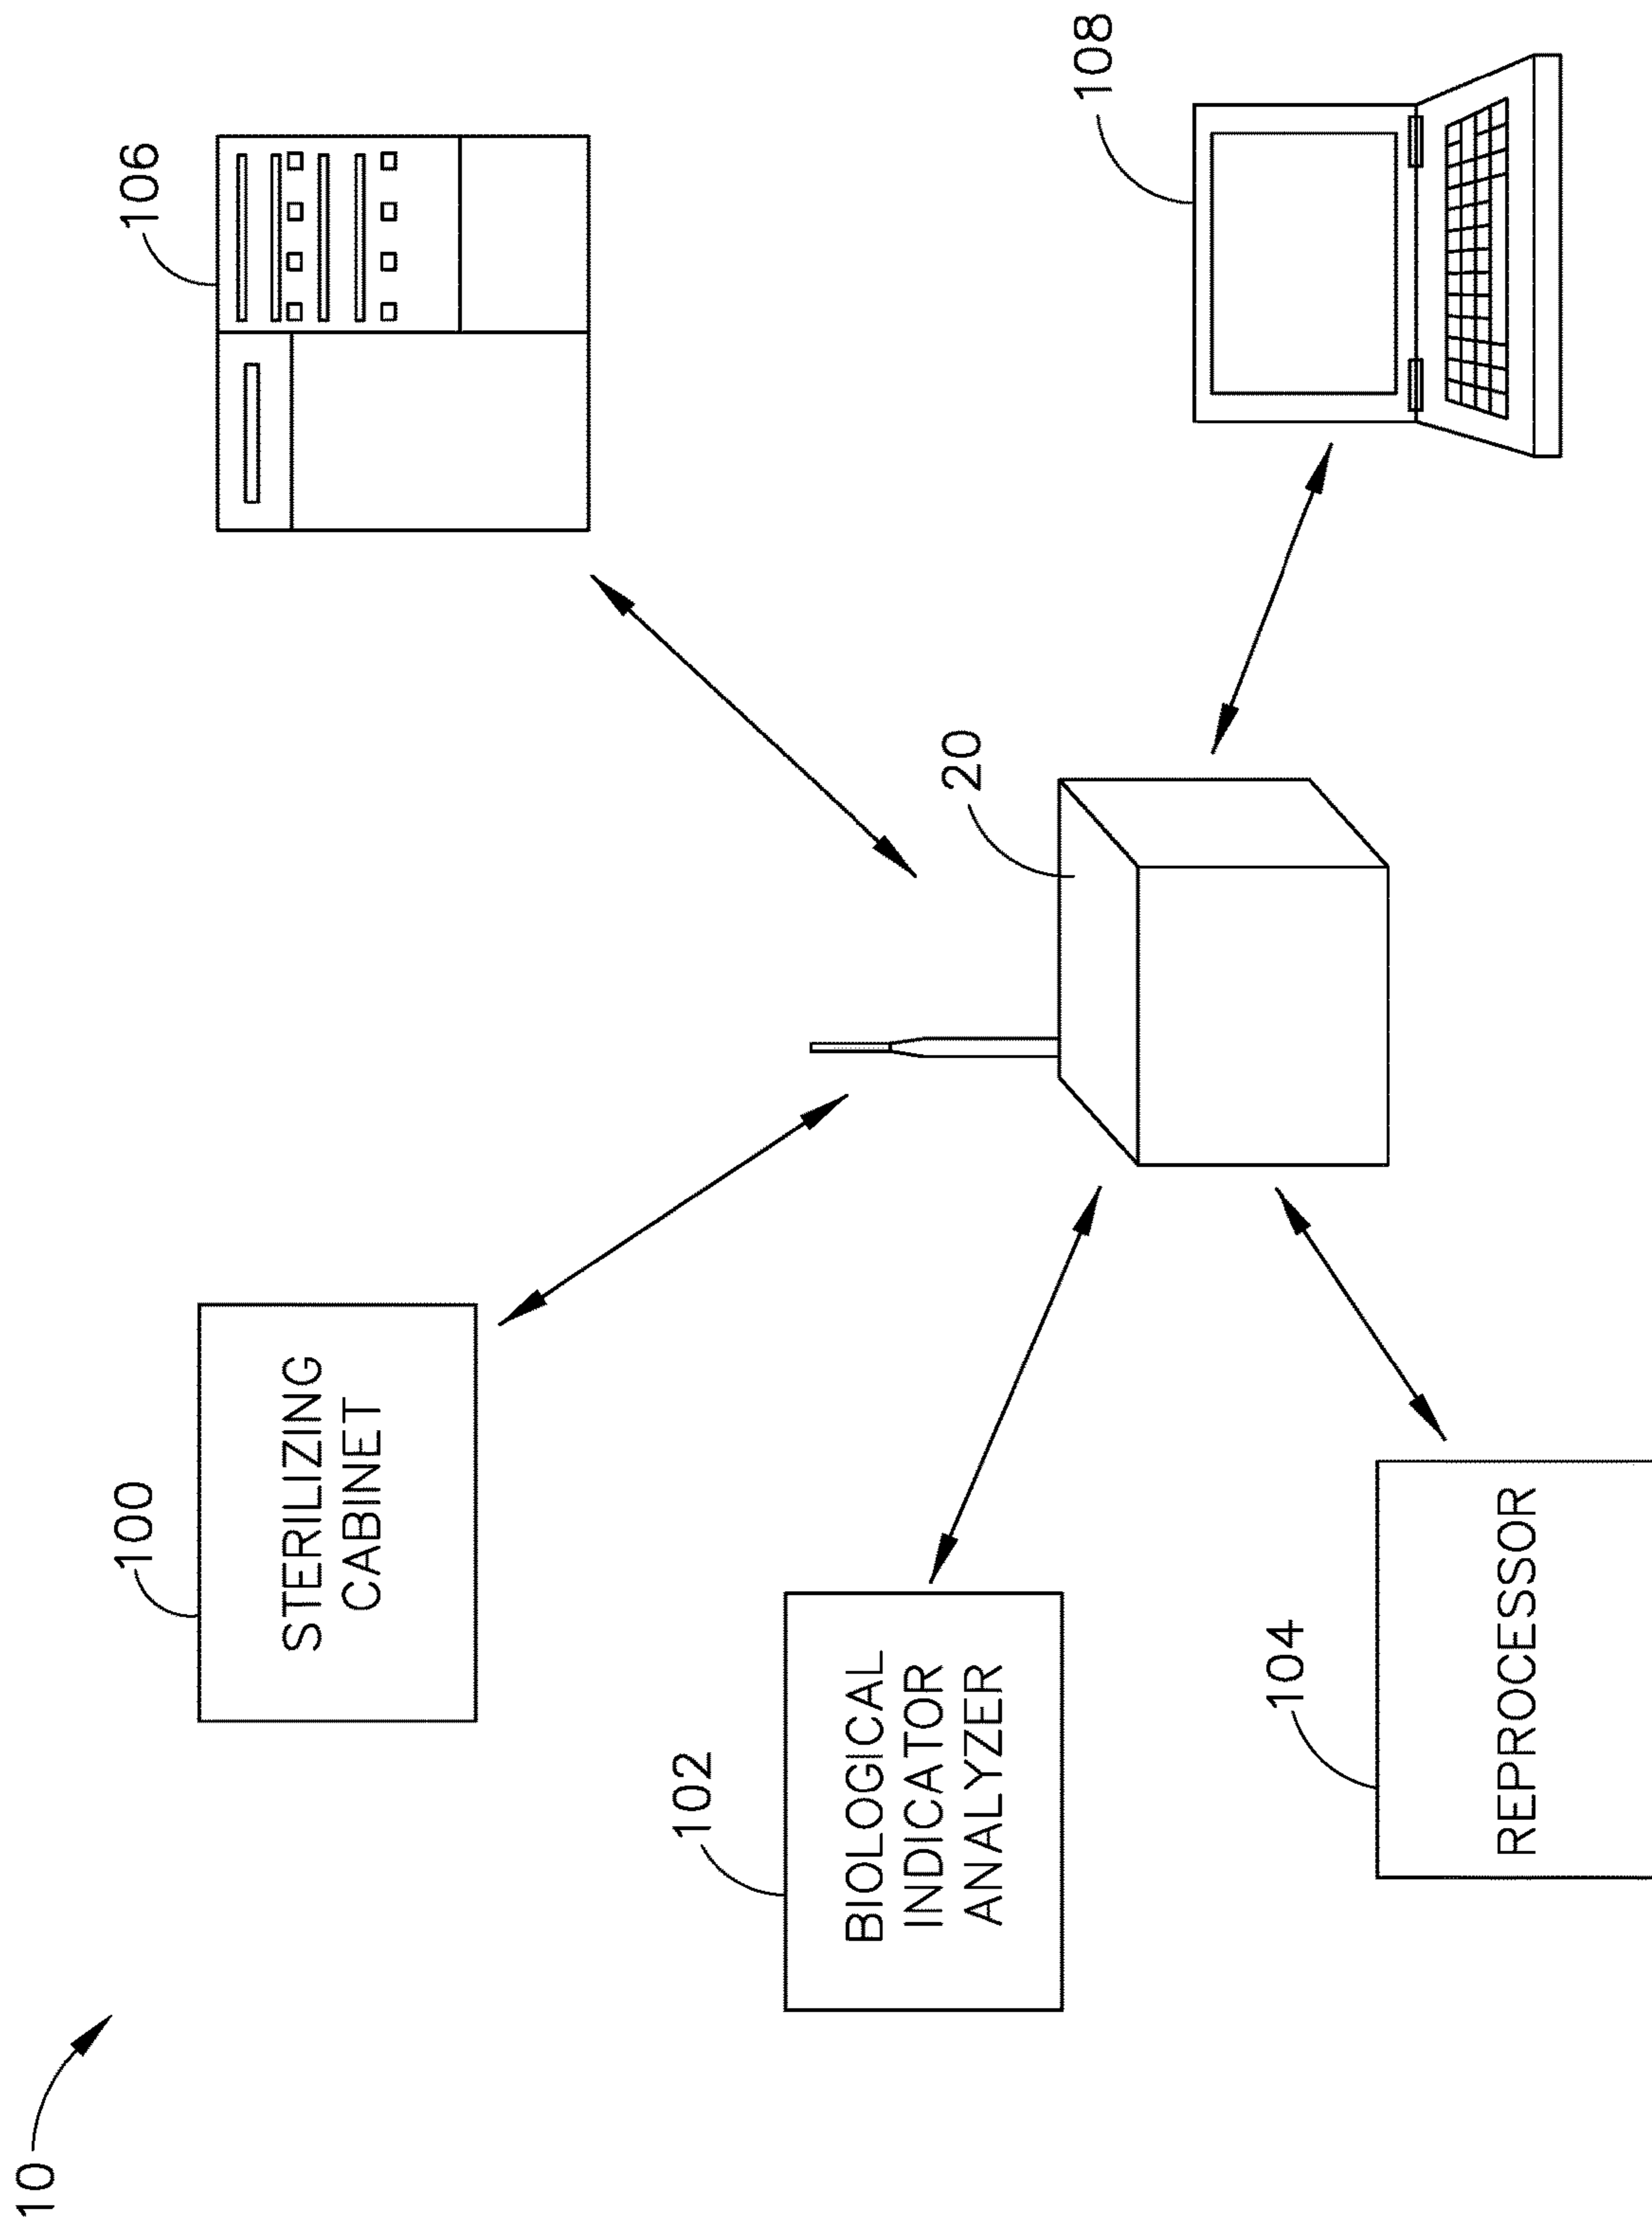 10
100
STERILIZING
CABINET
106
102
BIOLOGICAL
INDICATOR
ANALYZER
20
104
REPROCESSOR
108